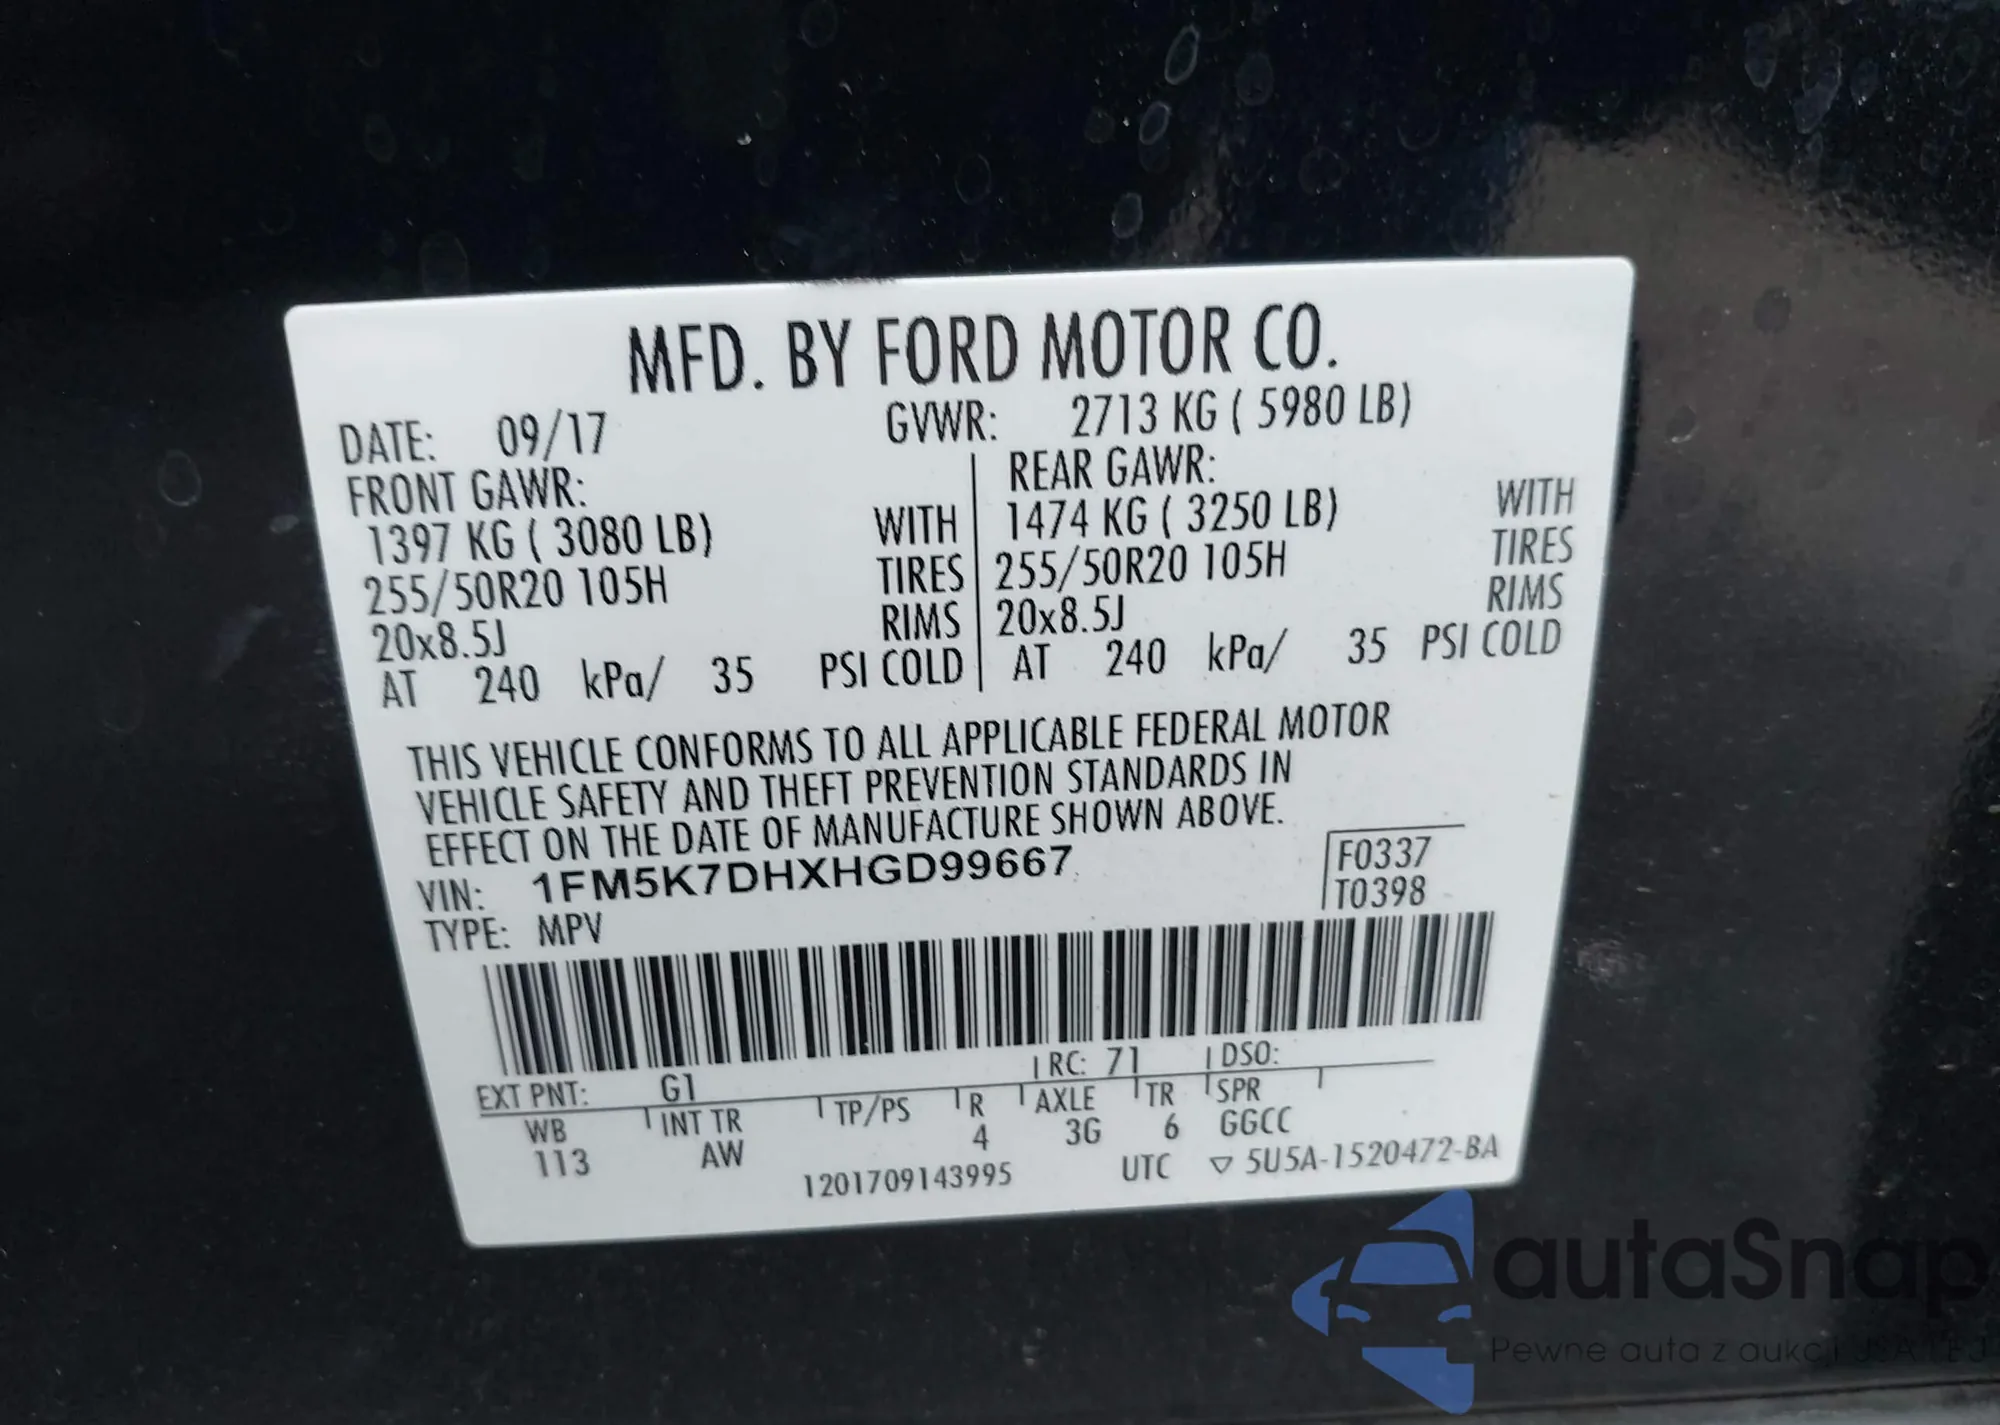 MFD. BY FORD MOTOR CO.
DATE: 09/17 GVWR: 2713 KG ( 5980 LB)
FRONT GAWR: REAR GAWR:
1397 KG ( 3080 LB) WITH 1474 KG ( 3250 LB) WITH
255/50R20 105H TIRES 255/50R20 105H TIRES
20x8.5J RIMS 20x8.5J RIMS
AT 240 kPa/ 35 PSI COLD AT 240 kPa/ 35 PSI COLD
THIS VEHICLE CONFORMS TO ALL APPLICABLE FEDERAL MOTOR
VEHICLE SAFETY AND THEFT PREVENTION STANDARDS IN
EFFECT ON THE DATE OF MANUFACTURE SHOWN ABOVE.
VIN: 1FM5K7DHXHGD99667 F0337
TYPE: MPV T0398
EXT PNT: G1 RC: 71 DSO:
WB INT TR TP/PS R AXLE TR SPR
113 AW 4 3G 6 GGCC
1201709143995 UTC ▽ 5U5A-1520472-BA
autaSnap
Pewne auta z aukcji USA i EU